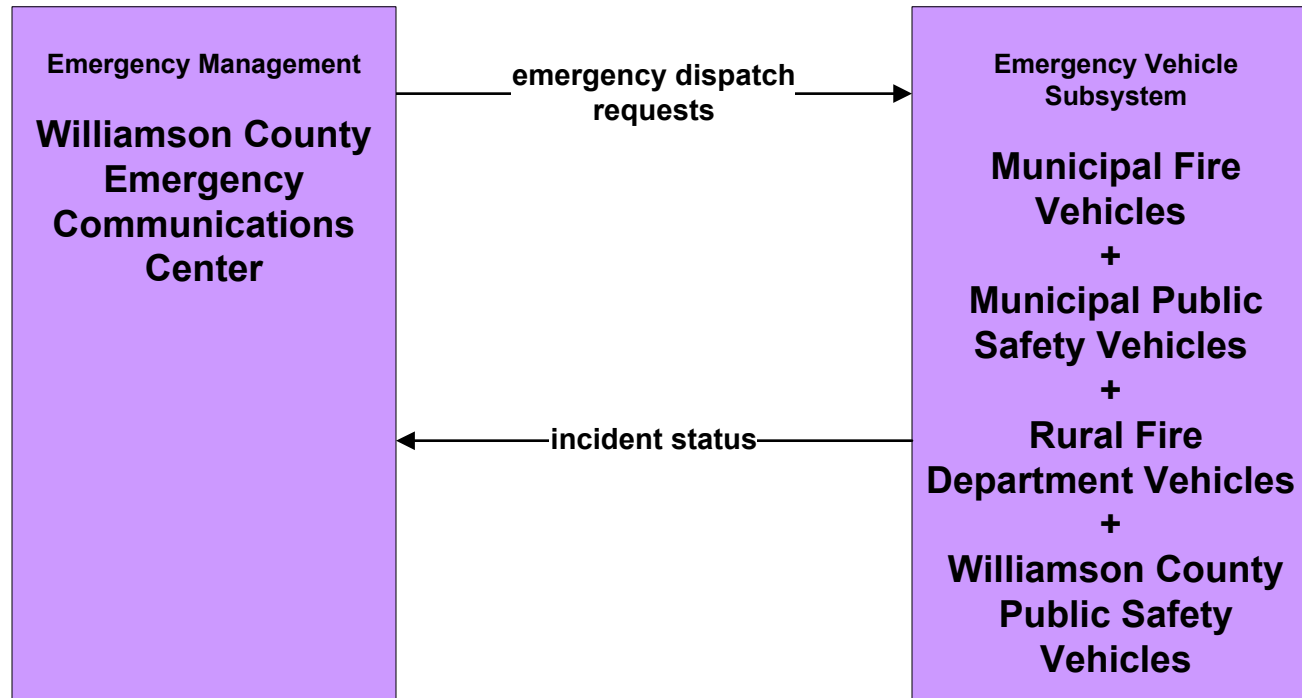 Emergency Management
Williamson County
Emergency
Communications
Center
emergency dispatch
requests
incident status
Emergency Vehicle
Subsystem
Municipal Fire
Vehicles
+
Municipal Public
Safety Vehicles
+
Rural Fire
Department Vehicles
+
Williamson County
Public Safety
Vehicles